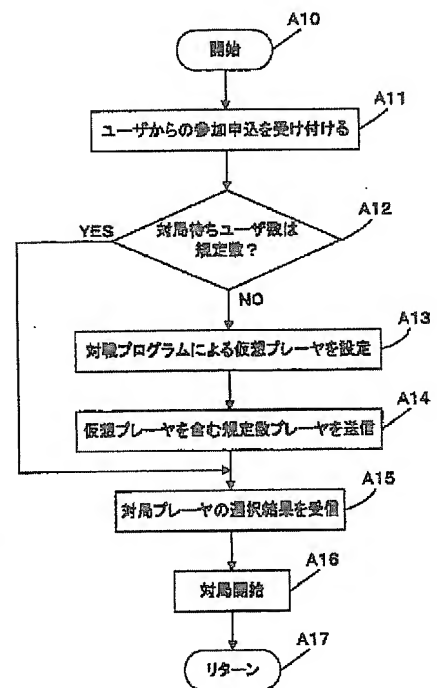 A10
開始
A11
ユーザからの参加申込を受け付ける
A12
対局待ちユーザ数は
規定数?
YES
NO
A13
対戦プログラムによる仮想プレーヤを設定
A14
仮想プレーヤを含む規定数プレーヤを送信
A15
対局プレーヤの選択結果を受信
A16
対局開始
A17
リターン